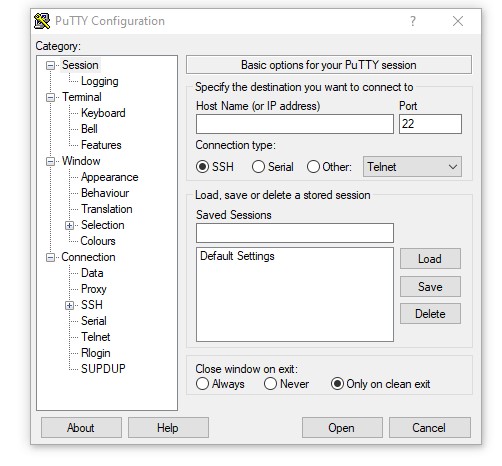 PuTTY Configuration
? ×
Category:
Session
Logging
Terminal
Keyboard
Bell
Features
Window
Appearance
Behaviour
Translation
Selection
Colours
Connection
Data
Proxy
SSH
Serial
Telnet
Rlogin
SUPDUP
Basic options for your PuTTY session
Specify the destination you want to connect to
Host Name (or IP address) Port
22
Connection type:
SSH Serial Other: Telnet
Load, save or delete a stored session
Saved Sessions
Default Settings
Load
Save
Delete
Close window on exit:
Always Never Only on clean exit
About Help Open Cancel